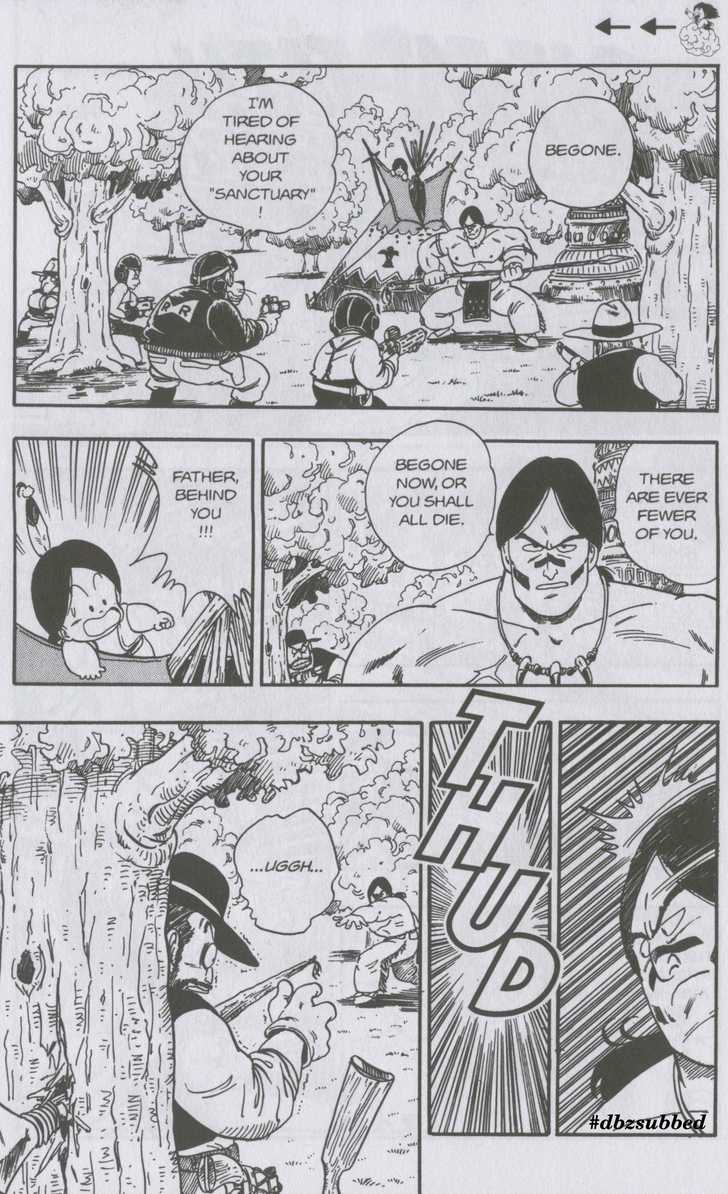 BEGONE.
I'M
TIRED OF
HEARING
ABOUT
YOUR
"SANCTUARY"
!
RR
THERE
ARE EVER
FEWER
OF YOU.
BEGONE
NOW, OR
YOU SHALL
ALL DIE.
FATHER,
BEHIND
YOU
!!!
THUD
...UGGH...
#dbzsubbed